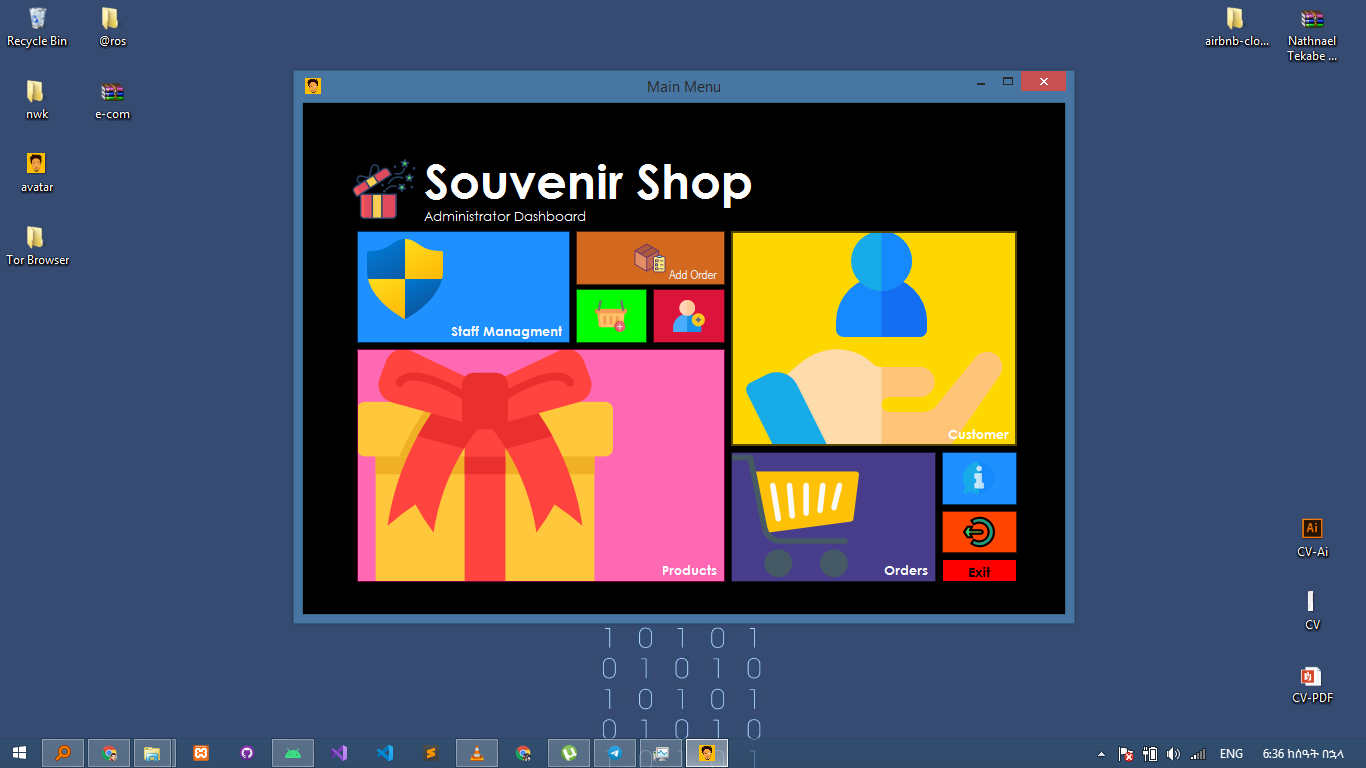 Recycle Bin
@ros
airbnb-clo...
Nathnael
Tekabe ...
nwk
e-com
avatar
Tor Browser
Main Menu
Souvenir Shop
Administrator Dashboard
Staff Managment
Add Order
Customer
Products
Orders
Exit
Ai
CV-Ai
CV
CV-PDF
1 0 1 0 1
0 1 0 1 0
1 0 1 0 1
0 1 0 1 0
ENG
6:36 ከሰዓት በኋላ